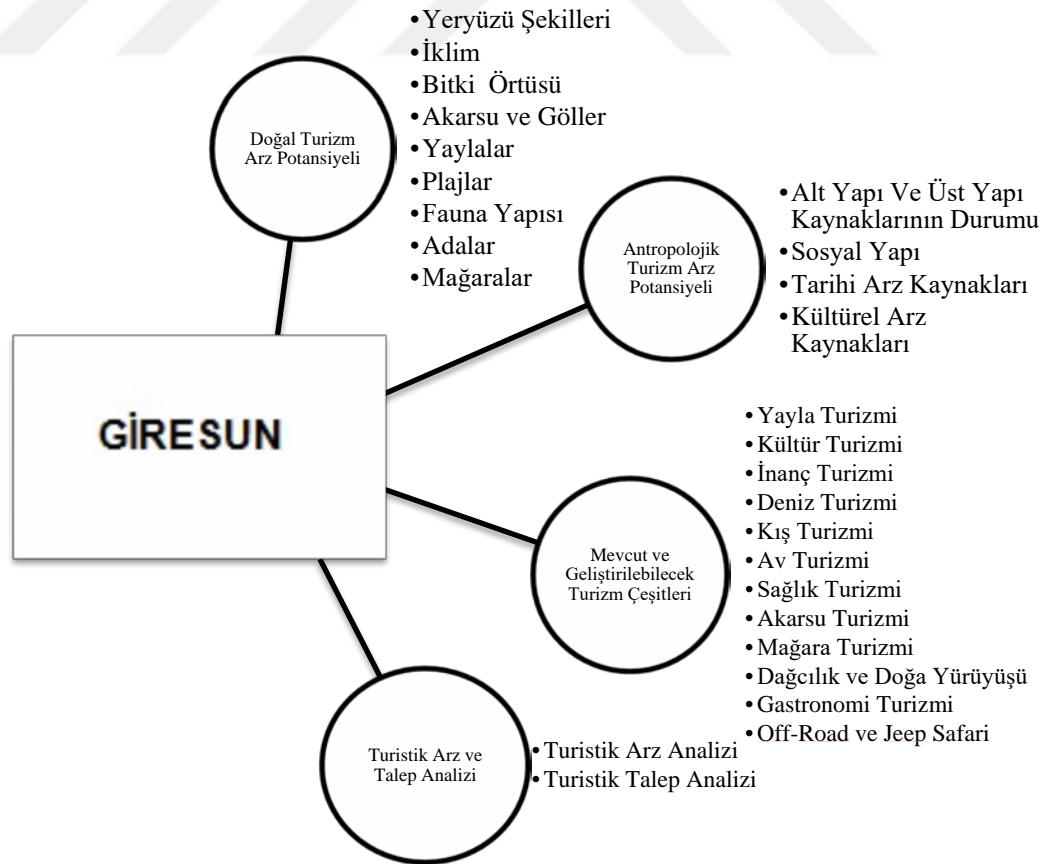 •Yeryüzü Şekilleri
•İklim
•Bitki Örtüsü
•Akarsu ve Göller
•Yaylalar
•Plajlar
•Fauna Yapısı
•Adalar
•Mağaralar
Doğal Turizm
Arz Potansiyeli
Antropolojik
Turizm Arz
Potansiyeli
•Alt Yapı Ve Üst Yapı
Kaynaklarının Durumu
•Sosyal Yapı
•Tarihi Arz Kaynakları
•Kültürel Arz
Kaynakları
GİRESUN
Mevcut ve
Geliştirilebilecek
Turizm Çeşitleri
•Yayla Turizmi
•Kültür Turizmi
•İnanç Turizmi
•Deniz Turizmi
•Kış Turizmi
•Av Turizmi
•Sağlık Turizmi
•Akarsu Turizmi
•Mağara Turizmi
•Dağcılık ve Doğa Yürüyüşü
•Gastronomi Turizmi
•Off-Road ve Jeep Safari
Turistik Arz ve
Talep Analizi
•Turistik Arz Analizi
•Turistik Talep Analizi